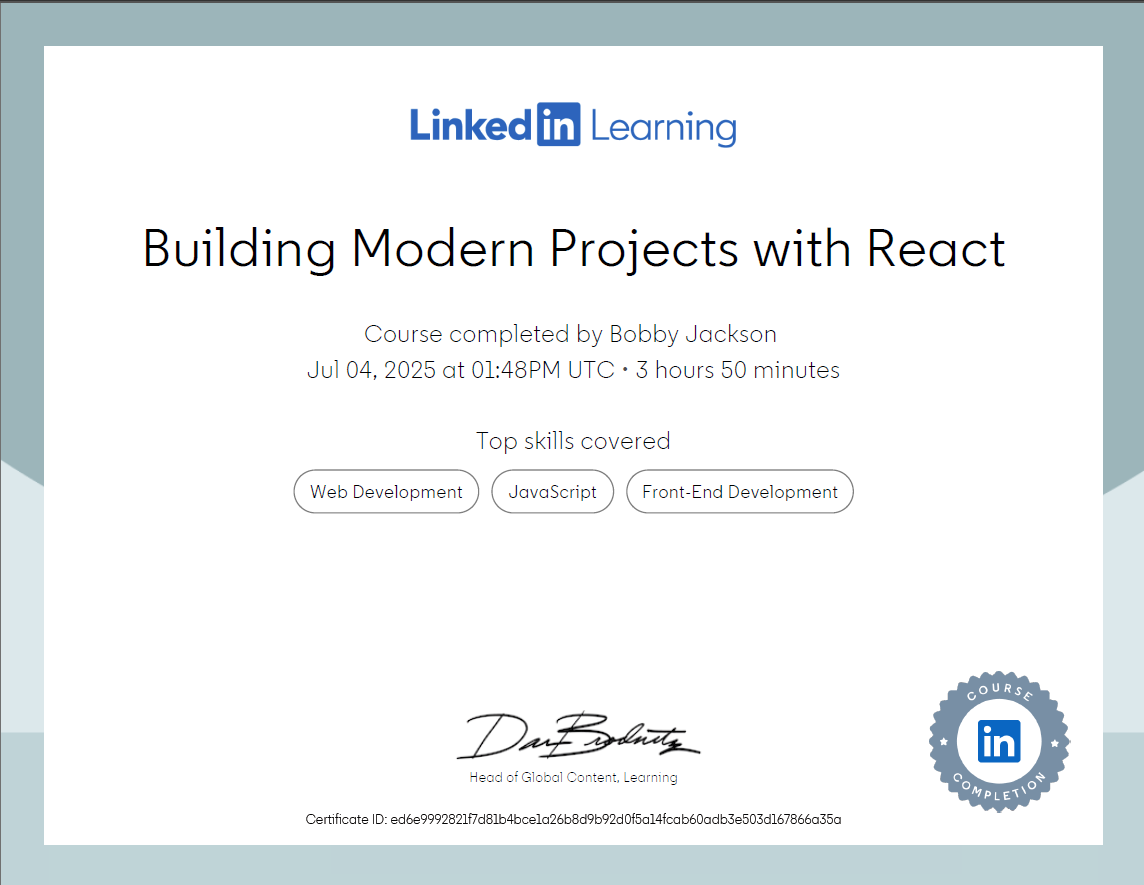 Linked in Learning
Building Modern Projects with React
Course completed by Bobby Jackson
Jul 04, 2025 at 01:48PM UTC • 3 hours 50 minutes
Top skills covered
Web Development JavaScript Front-End Development
Dan Brodnitz
Head of Global Content, Learning
Certificate ID: ed6e9992821f7d81b4bce1a26b8d9b92d0f5a14fcab60adb3e503d167866a35a
COURSE
in
COMPLETION